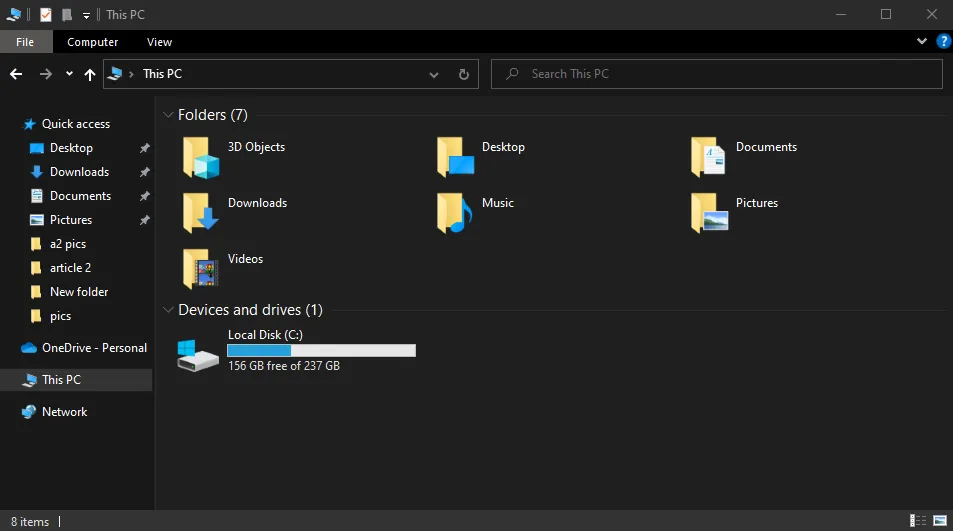 This PC
File Computer View
This PC
Search This PC
Quick access
Desktop
Downloads
Documents
Pictures
a2 pics
article 2
New folder
pics
OneDrive - Personal
This PC
Network
Folders (7)
3D Objects
Desktop
Documents
Downloads
Music
Pictures
Videos
Devices and drives (1)
Local Disk (C:)
156 GB free of 237 GB
8 items